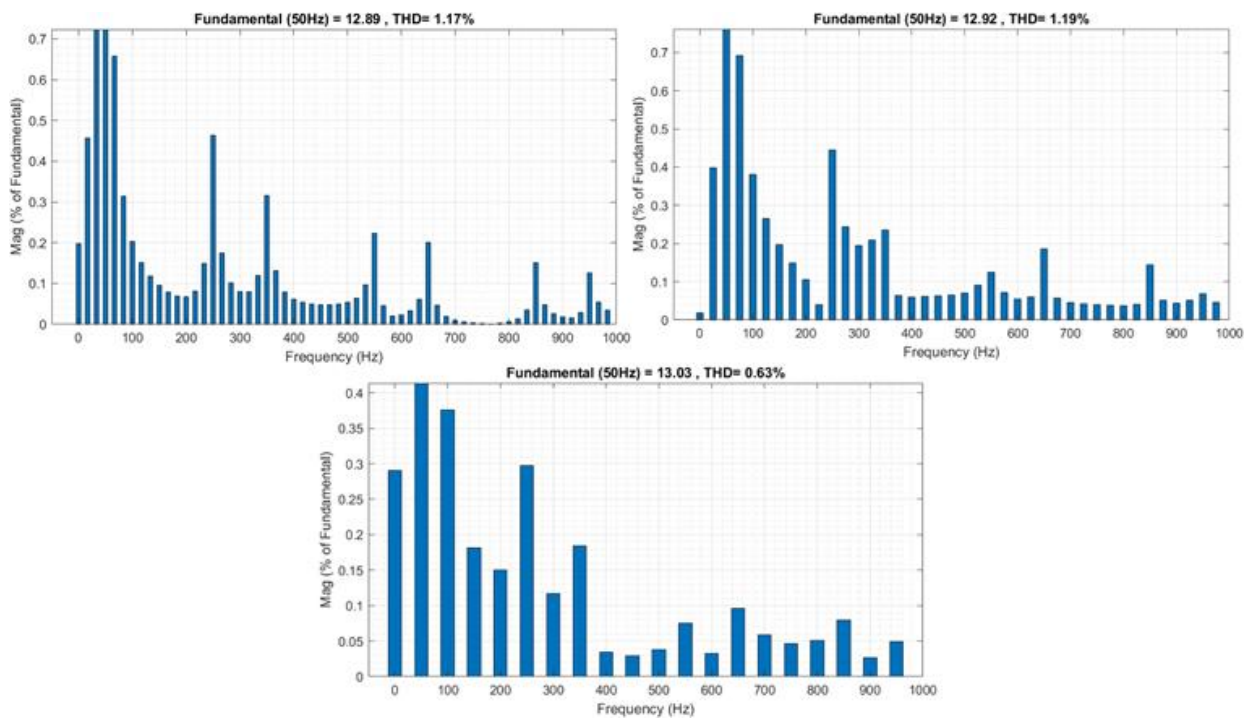 Fundamental (50Hz) = 12.89 , THD= 1.17%
0.7
0.6
0.5
0.4
0.3
0.2
0.1
0
Mag (% of Fundamental)
0 100 200 300 400 500 600 700 800 900 1000
Frequency (Hz)
Fundamental (50Hz) = 12.92 , THD= 1.19%
0.7
0.6
0.5
0.4
0.3
0.2
0.1
0
Mag (% of Fundamental)
0 100 200 300 400 500 600 700 800 900 1000
Frequency (Hz)
Fundamental (50Hz) = 13.03 , THD= 0.63%
0.4
0.35
0.3
0.25
0.2
0.15
0.1
0.05
0
Mag (% of Fundamental)
0 100 200 300 400 500 600 700 800 900 1000
Frequency (Hz)